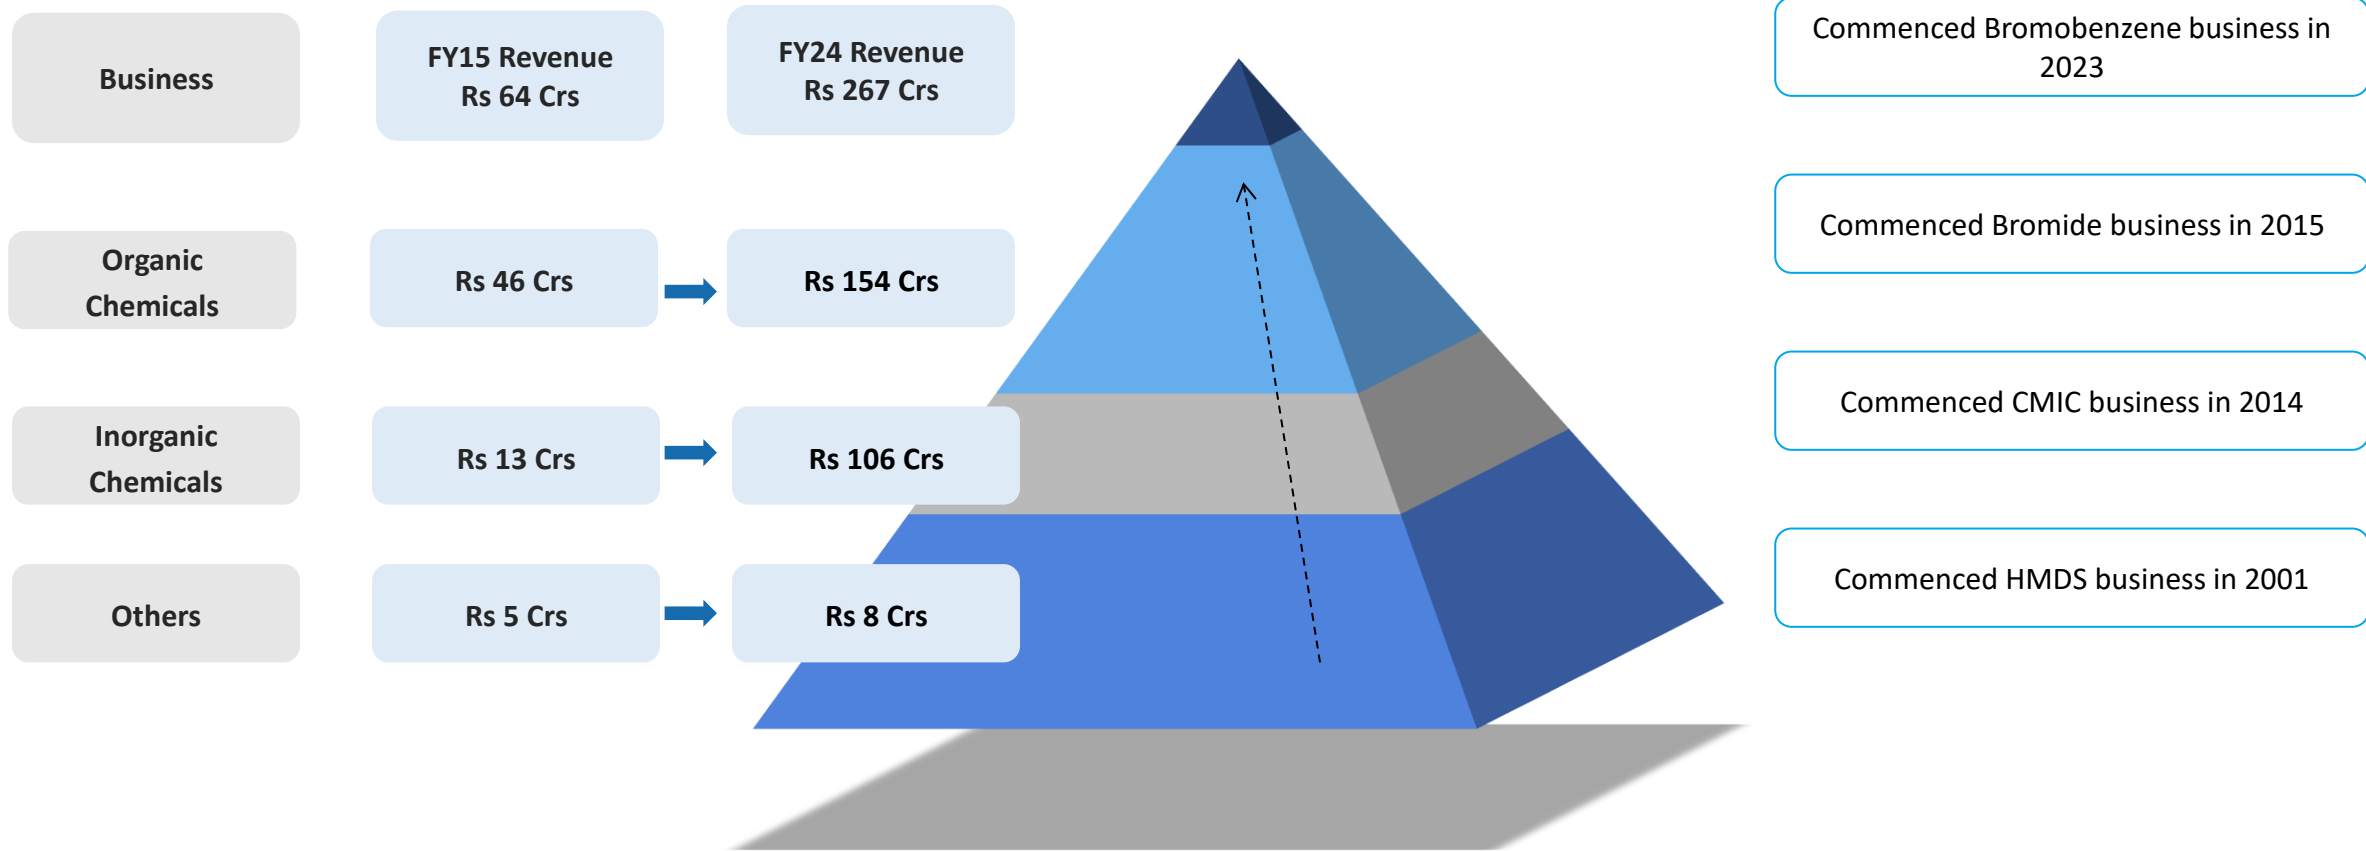 Business
FY15 Revenue
Rs 64 Crs
FY24 Revenue
Rs 267 Crs
Commenced Bromobenzene business in
2023
Organic
Chemicals
Rs 46 Crs
Rs 154 Crs
Commenced Bromide business in 2015
Inorganic
Chemicals
Rs 13 Crs
Rs 106 Crs
Commenced CMIC business in 2014
Others
Rs 5 Crs
Rs 8 Crs
Commenced HMDS business in 2001